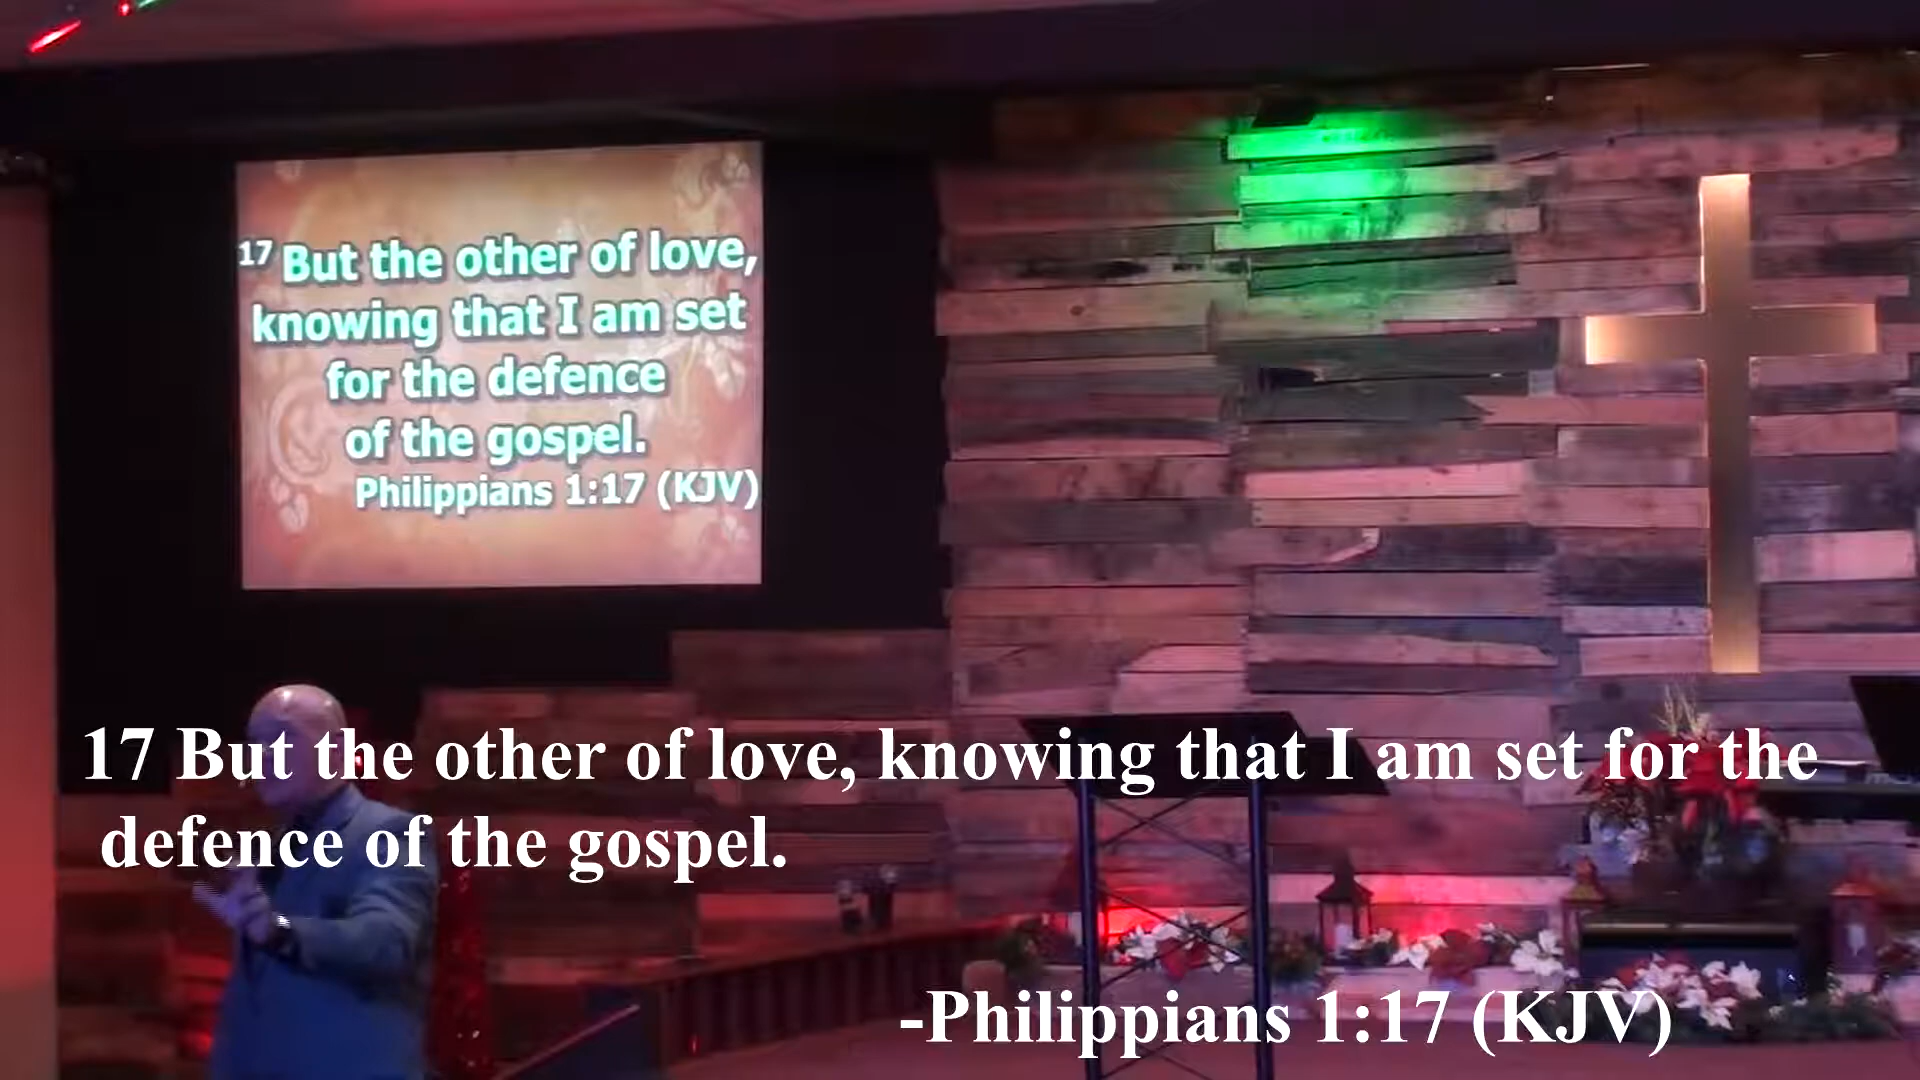 17 But the other of love,
knowing that I am set
for the defence
of the gospel.
Philippians 1:17 (KJV)
17 But the other of love, knowing that I am set for the
defence of the gospel.
-Philippians 1:17 (KJV)